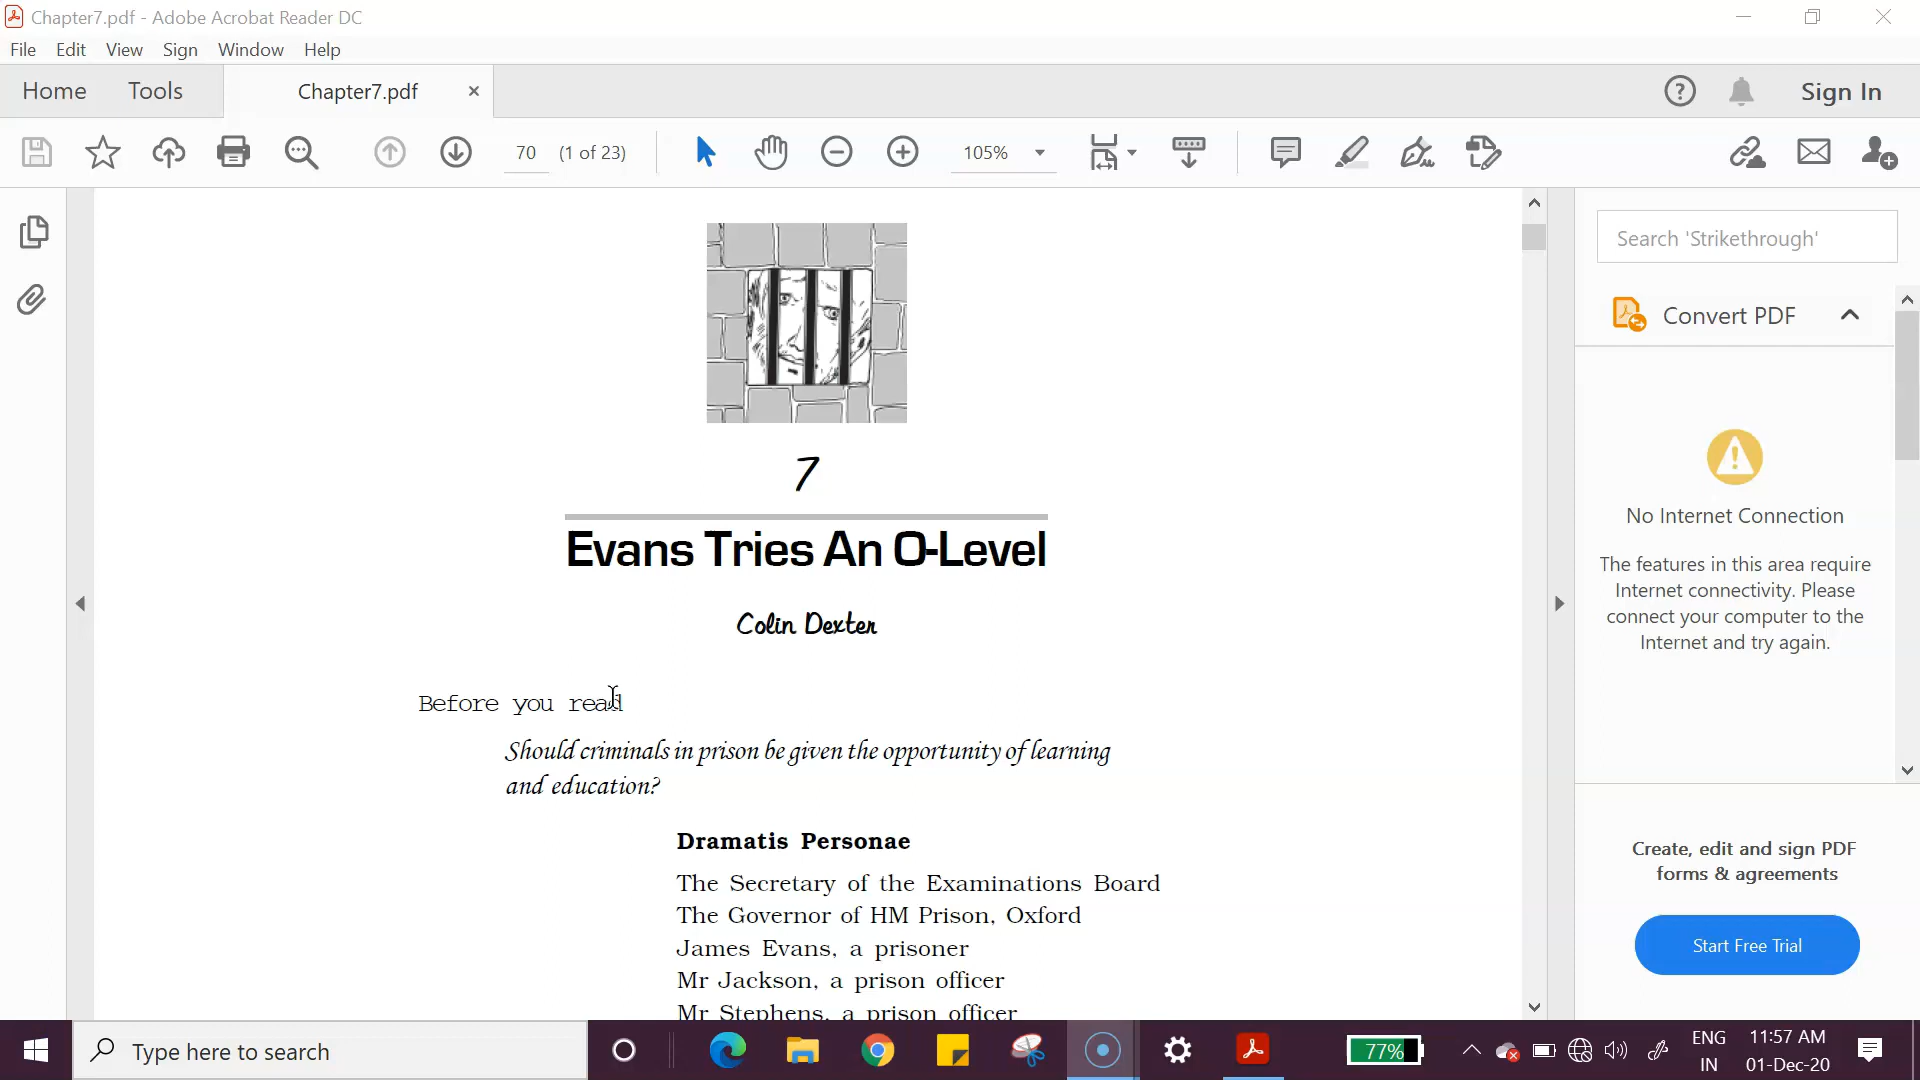 Chapter7.pdf - Adobe Acrobat Reader DC
File Edit View Sign Window Help
Home Tools Chapter7.pdf × Sign In
70 (1 of 23) 105%
Search 'Strikethrough'
Convert PDF
7
Evans Tries An O-Level
Colin Dexter
Before you read
Should criminals in prison be given the opportunity of learning
and education?
Dramatis Personae
The Secretary of the Examinations Board
The Governor of HM Prison, Oxford
James Evans, a prisoner
Mr Jackson, a prison officer
Mr Stephens, a prison officer
No Internet Connection
The features in this area require
Internet connectivity. Please
connect your computer to the
Internet and try again.
Create, edit and sign PDF
forms & agreements
Start Free Trial
Type here to search
77%
ENG
IN
11:57 AM
01-Dec-20